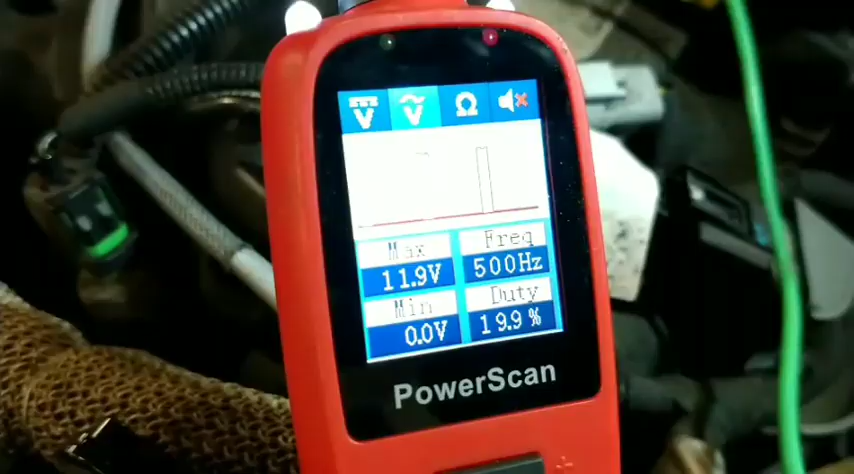 V V Ω
Max Freq
11.9V 500Hz
Min Duty
0.0V 19.9%
PowerScan